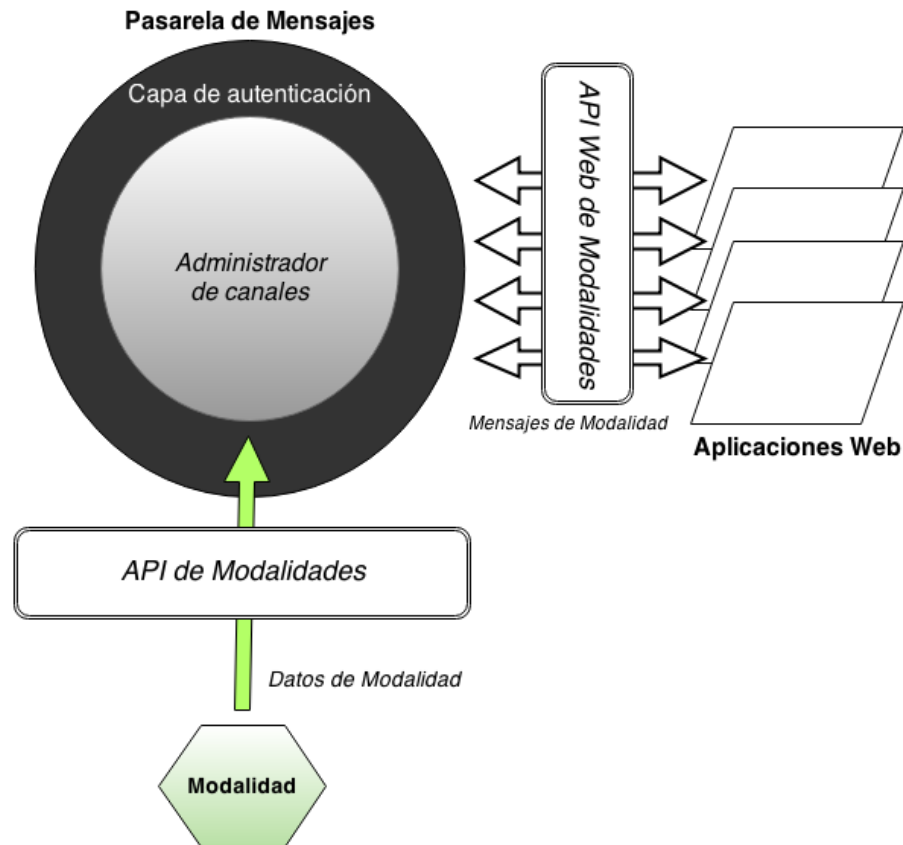 Pasarela de Mensajes
Capa de autenticación
Administrador
de canales
API Web de Modalidades
Mensajes de Modalidad
Aplicaciones Web
API de Modalidades
Datos de Modalidad
Modalidad